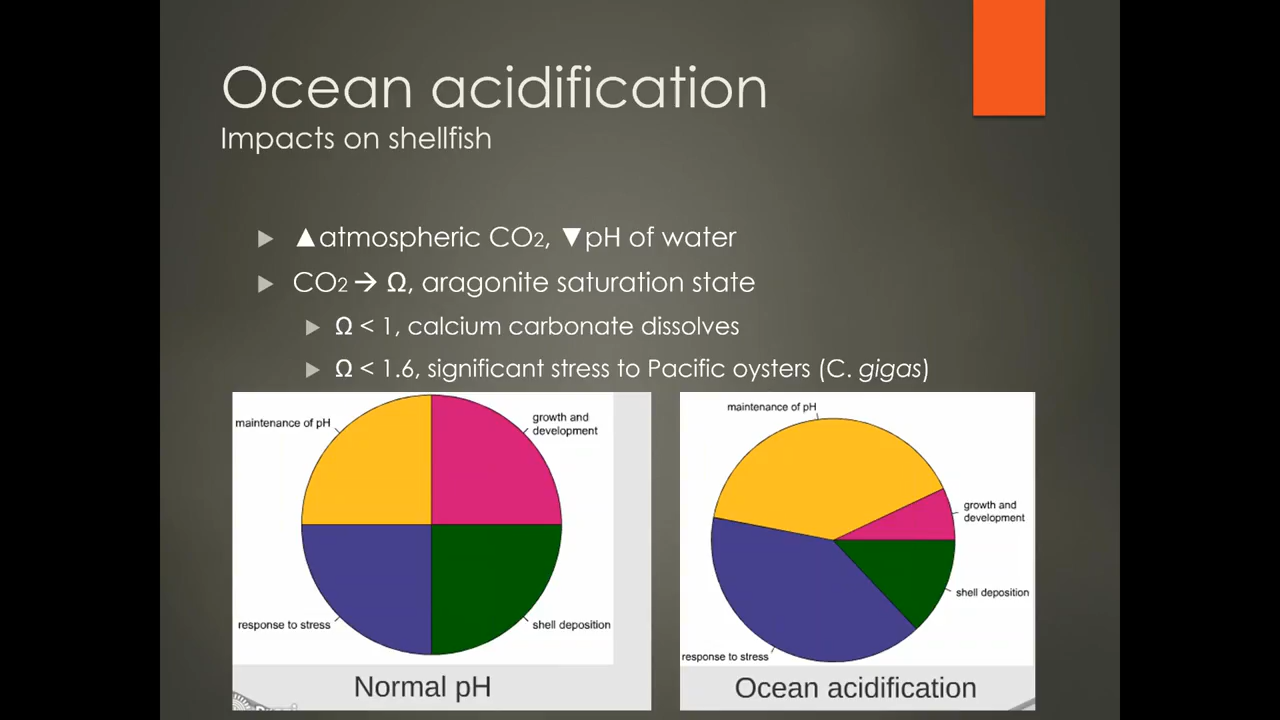 Ocean acidification
Impacts on shellfish
▲atmospheric CO2, ▼pH of water
CO2 → Ω, aragonite saturation state
Ω < 1, calcium carbonate dissolves
Ω < 1.6, significant stress to Pacific oysters (C. gigas)
maintenance of pH
growth and
development
response to stress
shell deposition
Normal pH
maintenance of pH
growth and
development
shell deposition
response to stress
Ocean acidification